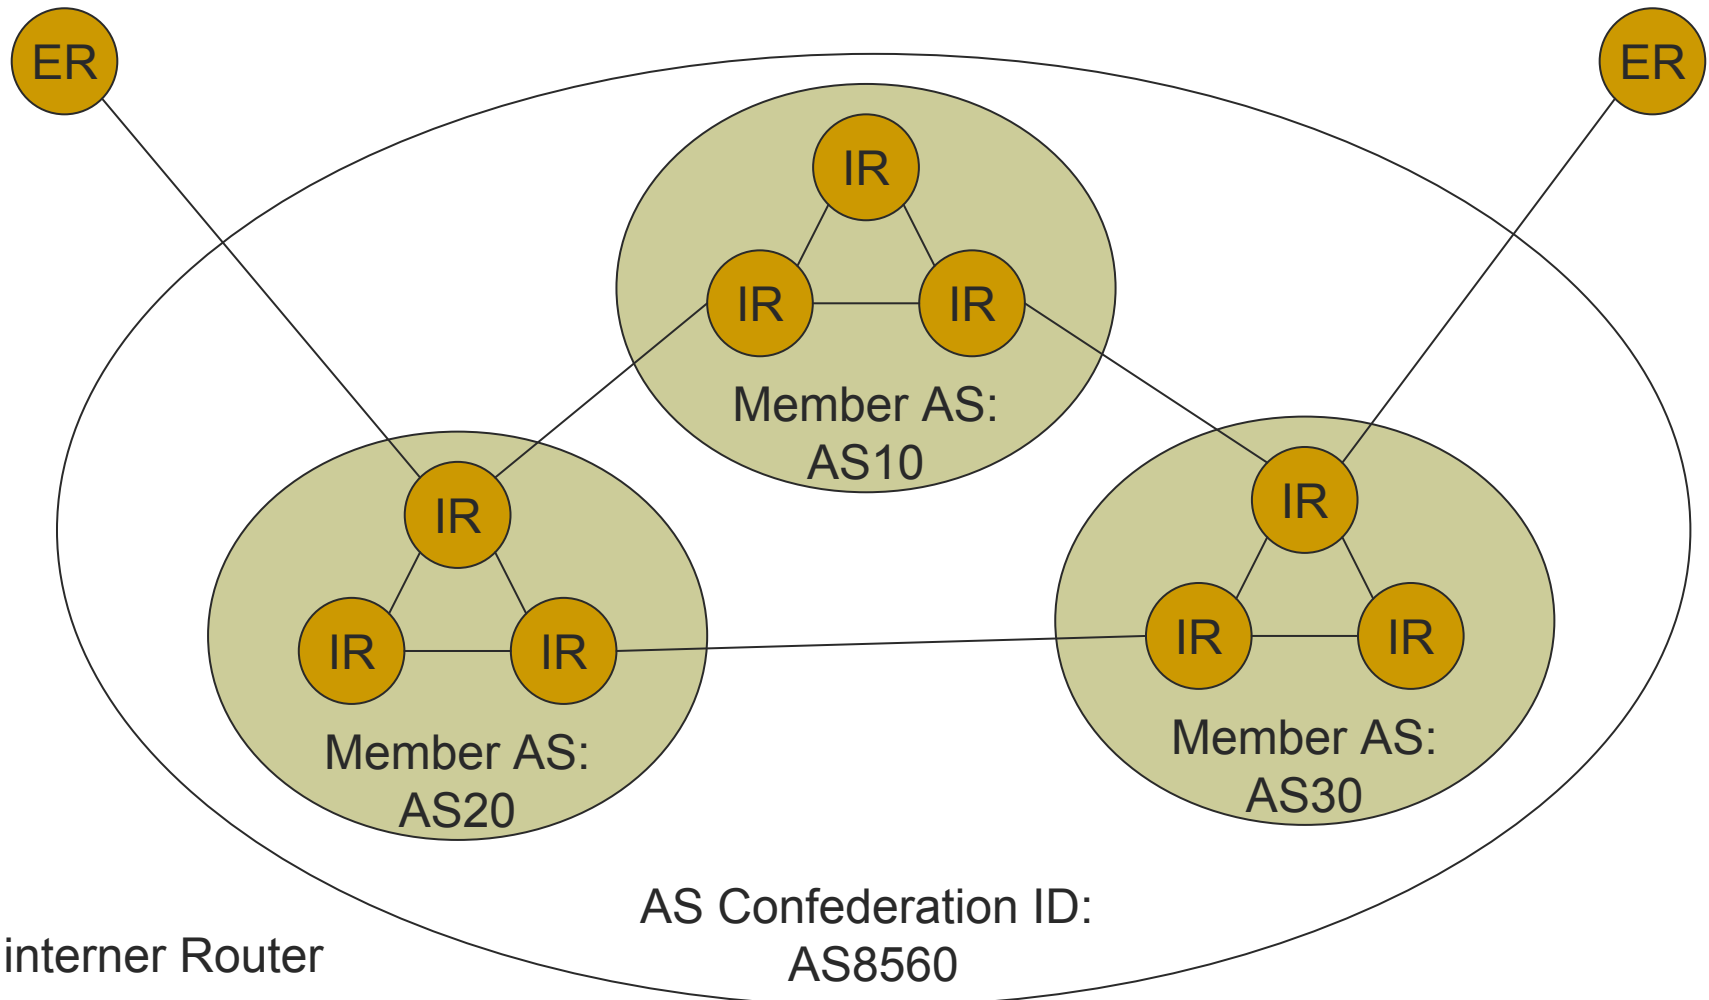 ER
ER
IR
IR
IR
Member AS:
AS10
IR
IR
IR
Member AS:
AS20
IR
IR
IR
Member AS:
AS30
AS Confederation ID:
AS8560
interner Router